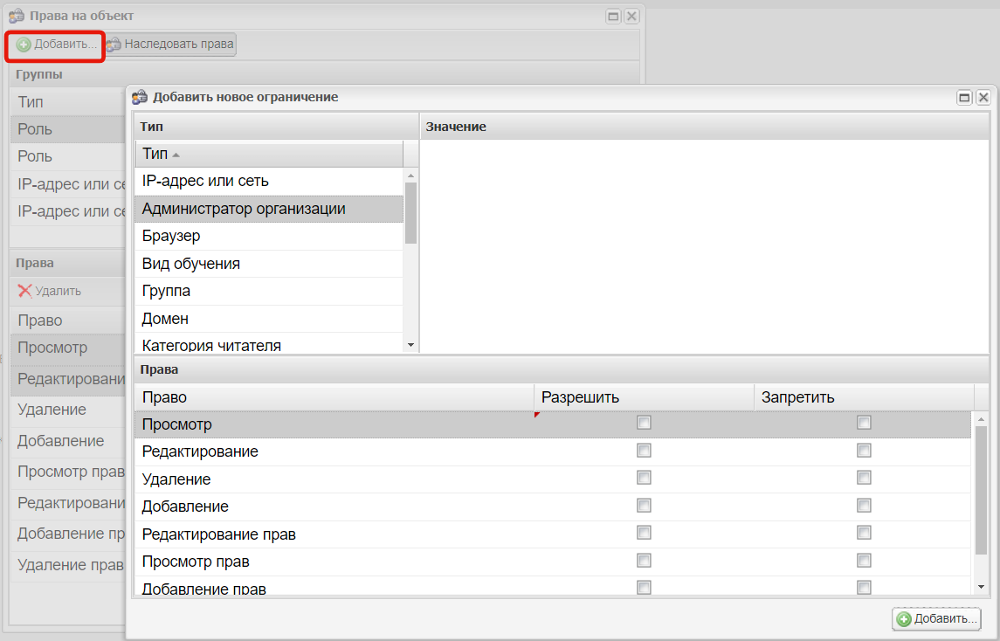 Права на объект
Добавить...
Наследовать права
Группы
Тип
Роль
Роль
IP-адрес или се
IP-адрес или се
Права
Удалить
Право
Просмотр
Редактировани
Удаление
Добавление
Просмотр прав
Редактировани
Добавление пр
Удаление прав
Добавить новое ограничение
Тип
Значение
Тип
IP-адрес или сеть
Администратор организации
Браузер
Вид обучения
Группа
Домен
Категория читателя
Права
Право Разрешить Запретить
Просмотр
Редактирование
Удаление
Добавление
Редактирование прав
Просмотр прав
Добавление прав
Добавить...